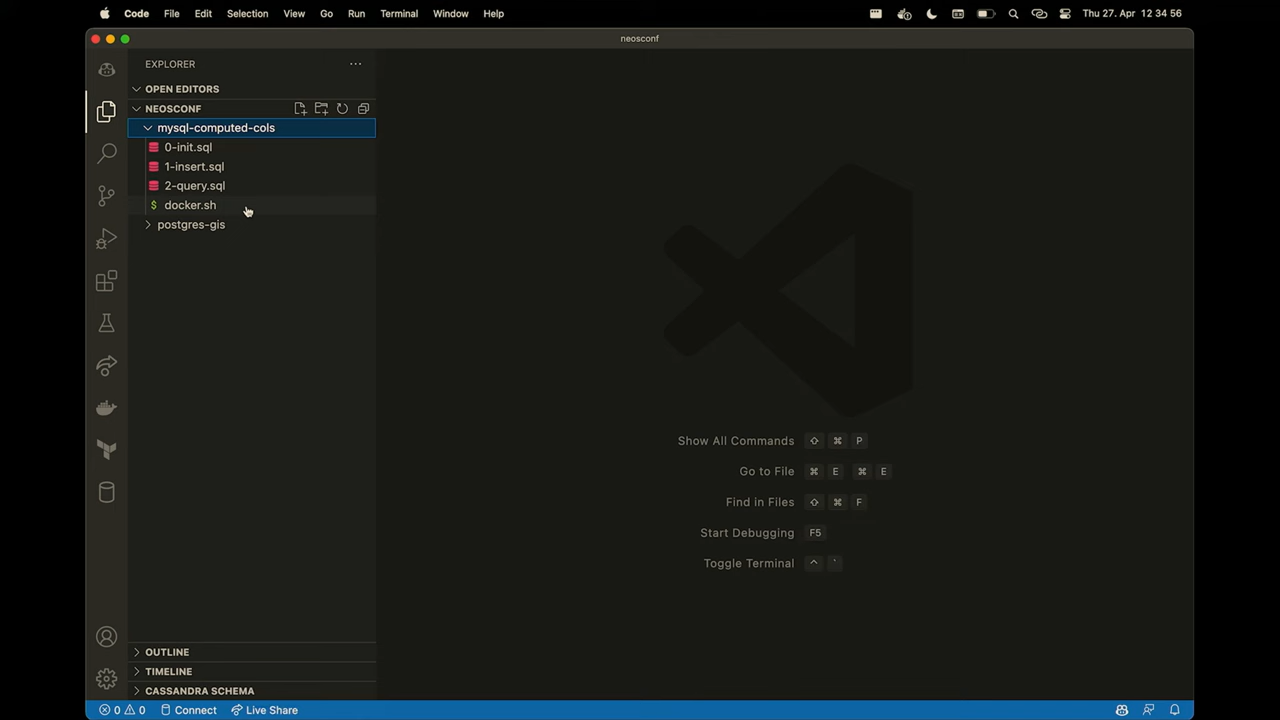 Code File Edit Selection View Go Run Terminal Window Help Thu 27. Apr 12 34 56
neosconf
EXPLORER
OPEN EDITORS
NEOSCONF
mysql-computed-cols
0-init.sql
1-insert.sql
2-query.sql
$ docker.sh
postgres-gis
Show All Commands ⇧ ⌘ P
Go to File ⌘ E ⌘ E
Find in Files ⇧ ⌘ F
Start Debugging F5
Toggle Terminal ^ `
OUTLINE
TIMELINE
CASSANDRA SCHEMA
0 0 Connect Live Share